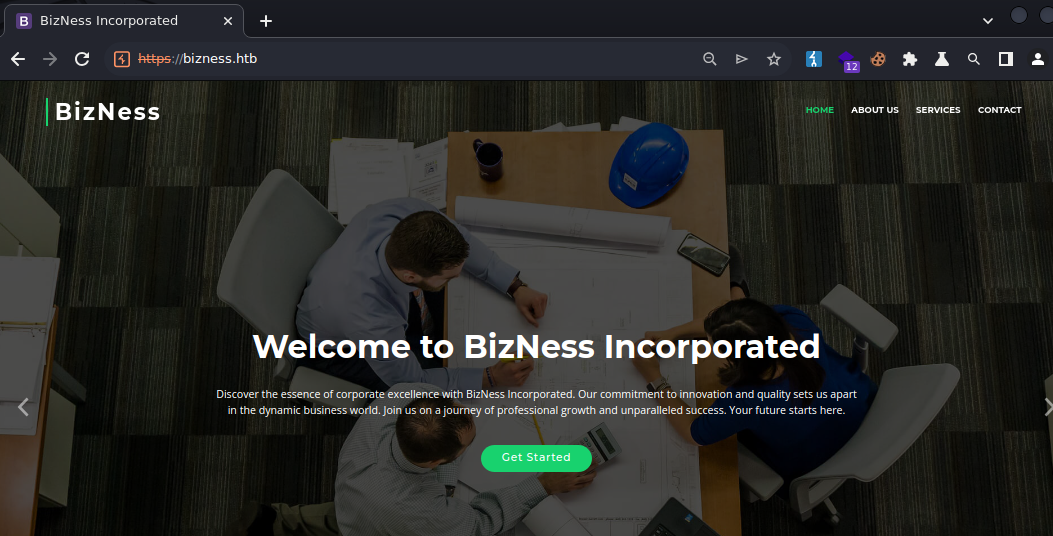 BizNess Incorporated
https://bizness.htb
12
BizNess
HOME ABOUT US SERVICES CONTACT
Welcome to BizNess Incorporated
Discover the essence of corporate excellence with BizNess Incorporated. Our commitment to innovation and quality sets us apart
in the dynamic business world. Join us on a journey of professional growth and unparalleled success. Your future starts here.
Get Started